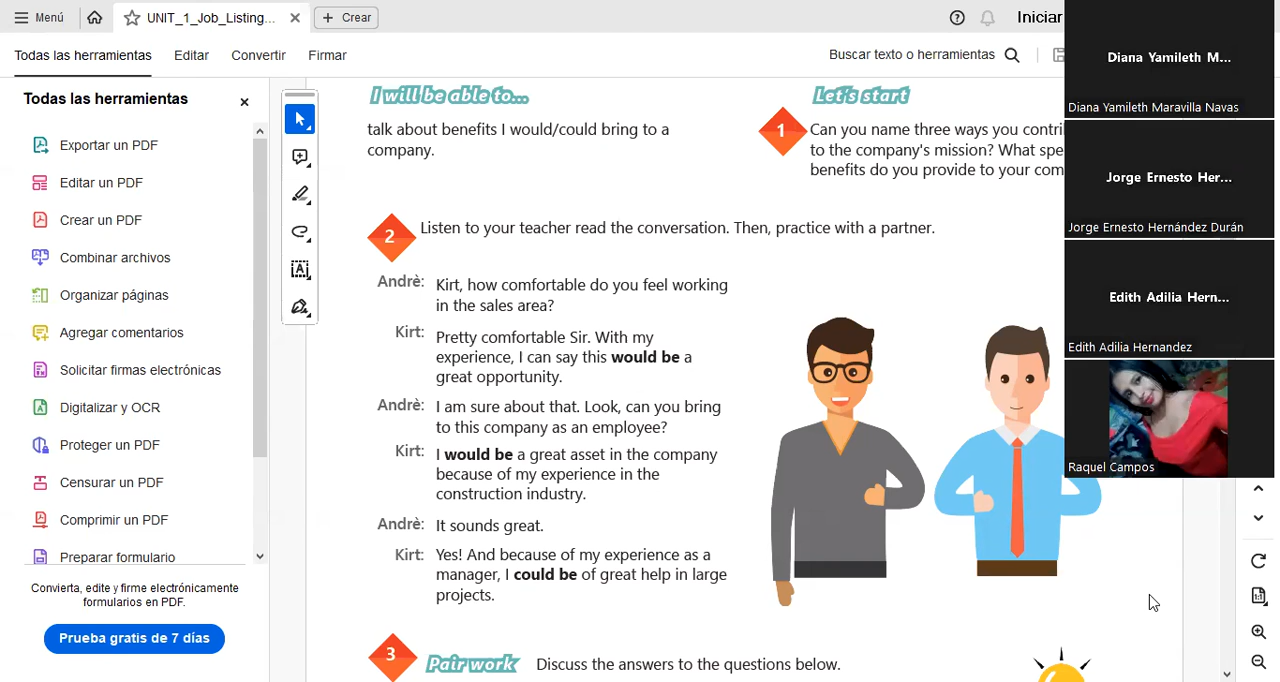 Menú
UNIT_1_Job_Listing...
Crear
Iniciar
Todas las herramientas
Editar
Convertir
Firmar
Buscar texto o herramientas
Todas las herramientas
Exportar un PDF
Editar un PDF
Crear un PDF
Combinar archivos
Organizar páginas
Agregar comentarios
Solicitar firmas electrónicas
Digitalizar y OCR
Proteger un PDF
Censurar un PDF
Comprimir un PDF
Preparar formulario
Convierta, edite y firme electrónicamente
formularios en PDF.
Prueba gratis de 7 días
I will be able to...
talk about benefits I would/could bring to a
company.
Let's start
1
Can you name three ways you contri
to the company's mission? What spe
benefits do you provide to your com
2
Listen to your teacher read the conversation. Then, practice with a partner.
Andrè: Kirt, how comfortable do you feel working
in the sales area?
Kirt: Pretty comfortable Sir. With my
experience, I can say this would be a
great opportunity.
Andrè: I am sure about that. Look, can you bring
to this company as an employee?
Kirt: I would be a great asset in the company
because of my experience in the
construction industry.
Andrè: It sounds great.
Kirt: Yes! And because of my experience as a
manager, I could be of great help in large
projects.
3
Pair work
Discuss the answers to the questions below.
Diana Yamileth M...
Diana Yamileth Maravilla Navas
Jorge Ernesto Her...
Jorge Ernesto Hernández Durán
Edith Adilia Hern...
Edith Adilia Hernandez
Raquel Campos